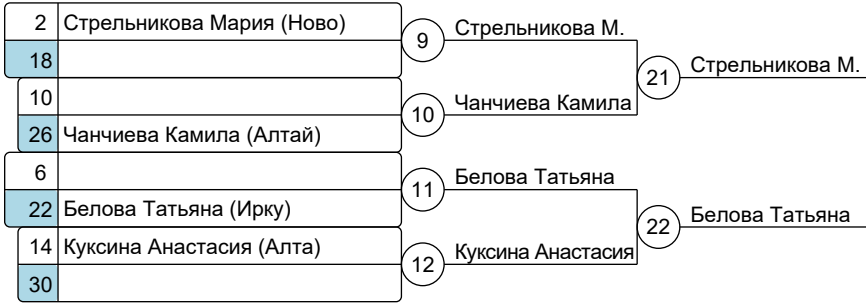 2 Стрельникова Мария (Ново)
18
9 Стрельникова М.
21 Стрельникова М.
10
26 Чанчиева Камила (Алтай)
10 Чанчиева Камила
6
22 Белова Татьяна (Ирку)
11 Белова Татьяна
22 Белова Татьяна
14 Куксина Анастасия (Алта)
30
12 Куксина Анастасия